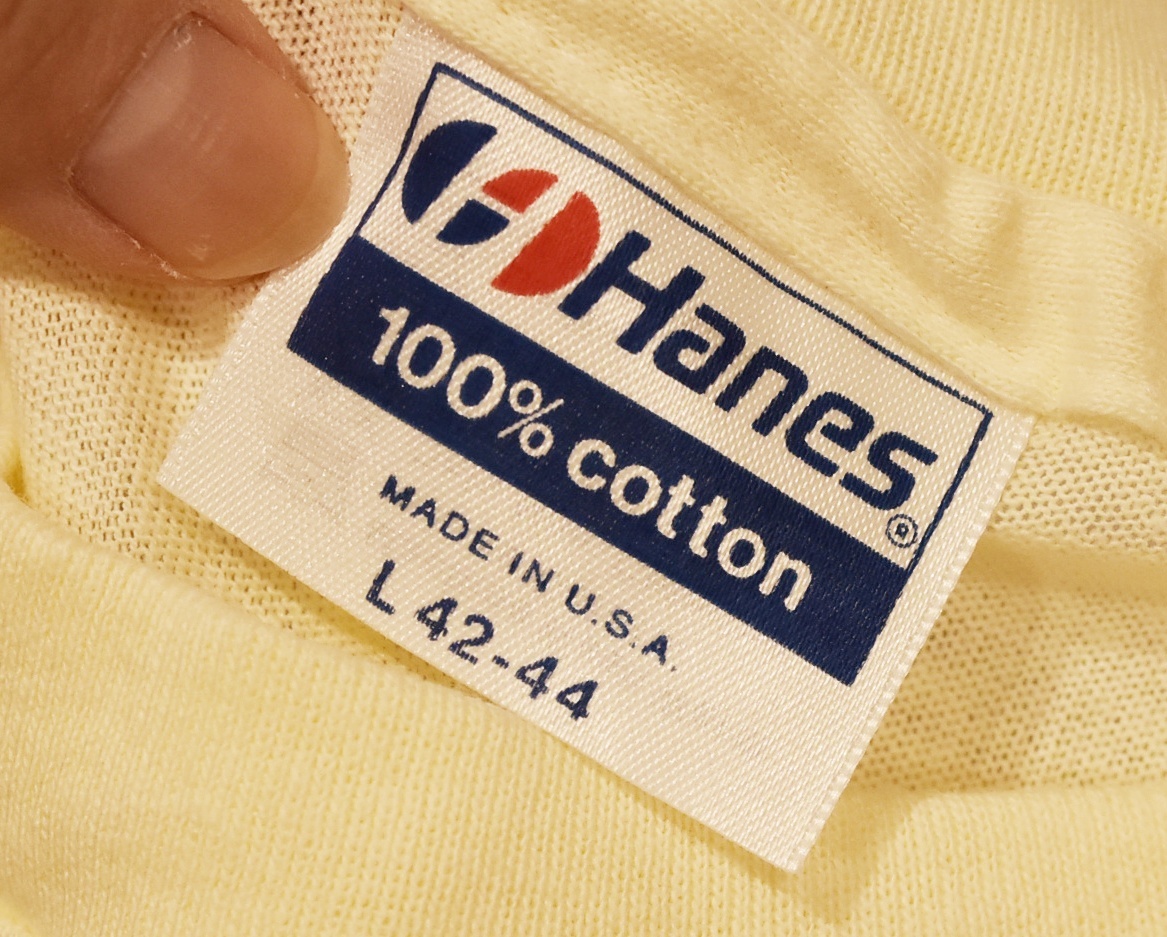 Hanes®
100% cotton
MADE IN U.S.A.
L 42-44